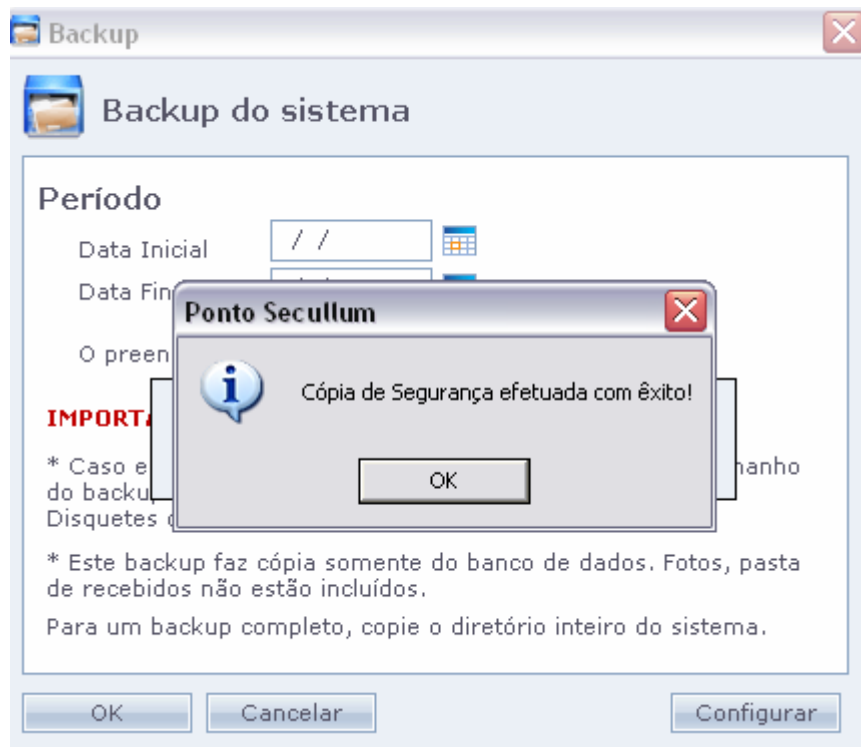 Backup
Backup do sistema
Período
Data Inicial / /
Data Fin
O preen
Ponto Secullum
Cópia de Segurança efetuada com êxito!
OK
IMPORTA
* Caso e
manho
do backu
Disquetes
* Este backup faz cópia somente do banco de dados. Fotos, pasta
de recebidos não estão incluídos.
Para um backup completo, copie o diretório inteiro do sistema.
OK Cancelar Configurar